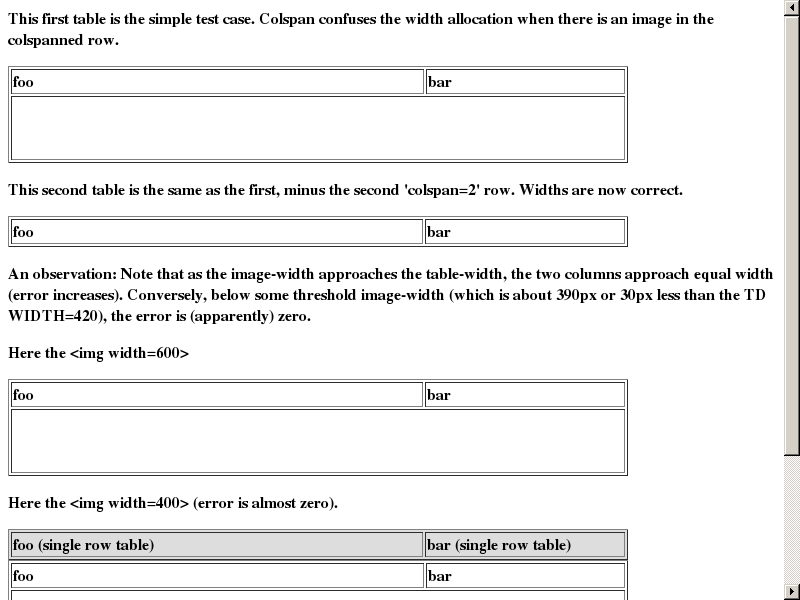 This first table is the simple test case. Colspan confuses the width allocation when there is an image in the
colspanned row.
foo bar
This second table is the same as the first, minus the second 'colspan=2' row. Widths are now correct.
foo bar
An observation: Note that as the image-width approaches the table-width, the two columns approach equal width
(error increases). Conversely, below some threshold image-width (which is about 390px or 30px less than the TD
WIDTH=420), the error is (apparently) zero.
Here the <img width=600>
foo bar
Here the <img width=400> (error is almost zero).
foo (single row table) bar (single row table)
foo bar